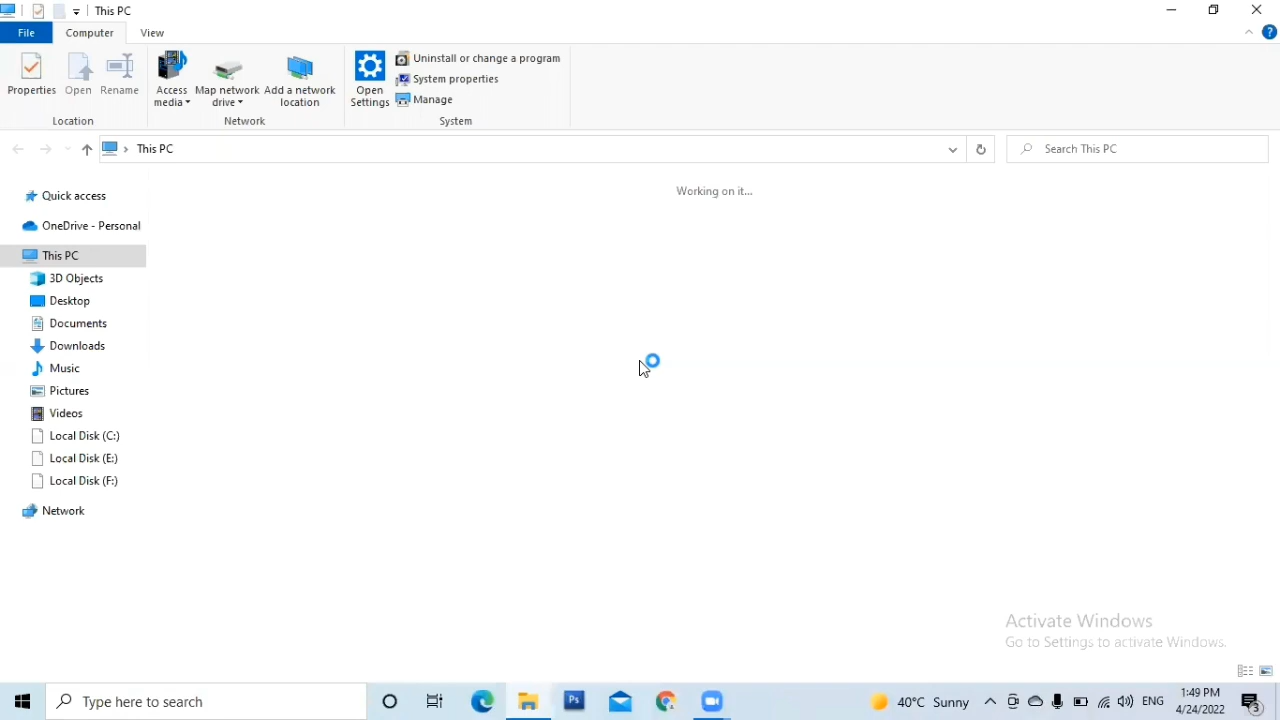 This PC
File Computer View
Properties Open Rename Access media Map network drive Add a network location Open Settings Uninstall or change a program
System properties
Manage
Location Network System
This PC Search This PC
Working on it...
Quick access
OneDrive - Personal
This PC
3D Objects
Desktop
Documents
Downloads
Music
Pictures
Videos
Local Disk (C:)
Local Disk (E:)
Local Disk (F:)
Network
Activate Windows
Go to Settings to activate Windows.
Type here to search Ps 40°C Sunny ENG 1:49 PM
4/24/2022 3